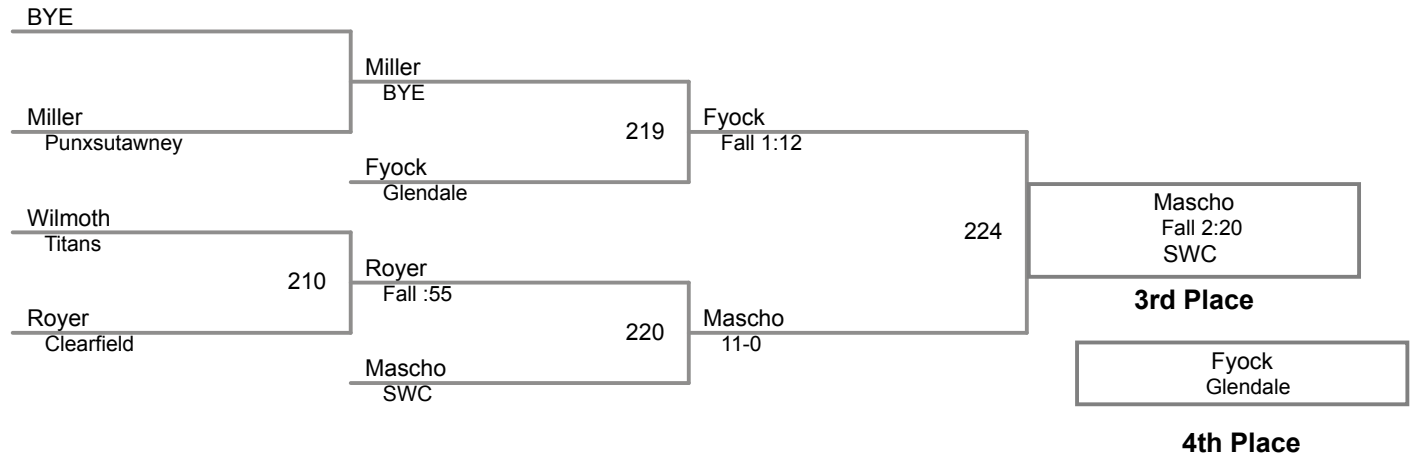 BYE
Miller
Punxsutawney
Wilmoth
Titans
Royer
Clearfield
Miller
BYE
Fyock
Glendale
210
Royer
Fall :55
Mascho
SWC
219
220
Fyock
Fall 1:12
Mascho
11-0
224
Mascho
Fall 2:20
SWC
3rd Place
Fyock
Glendale
4th Place